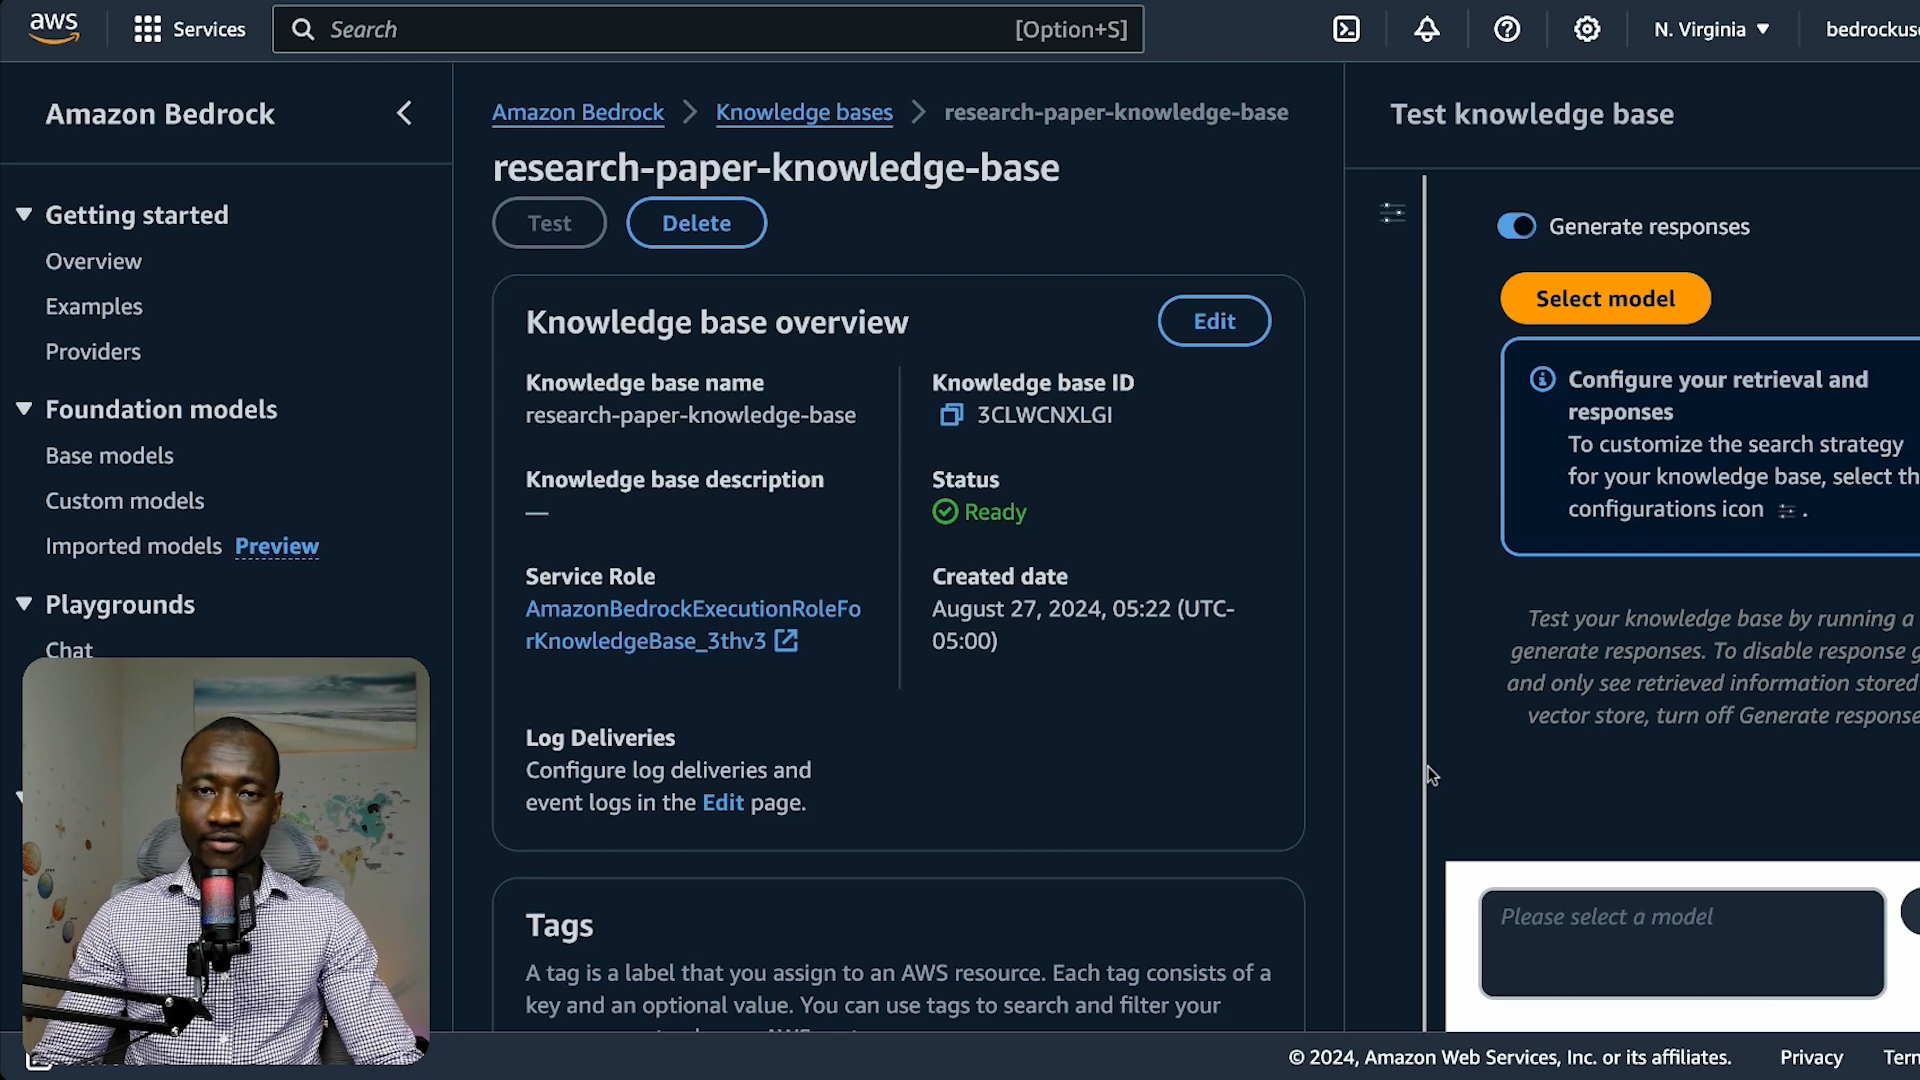 aws
Services
Search
[Option+S]
N. Virginia
Amazon Bedrock
Getting started
Overview
Examples
Providers
Foundation models
Base models
Custom models
Imported models Preview
Playgrounds
Chat
Amazon Bedrock
Knowledge bases
research-paper-knowledge-base
research-paper-knowledge-base
Test
Delete
Knowledge base overview
Edit
Knowledge base name
research-paper-knowledge-base
Knowledge base ID
3CLWCNXLGI
Knowledge base description
—
Status
Ready
Service Role
AmazonBedrockExecutionRoleFo
rKnowledgeBase_3thv3
Created date
August 27, 2024, 05:22 (UTC-
05:00)
Log Deliveries
Configure log deliveries and
event logs in the Edit page.
Tags
A tag is a label that you assign to an AWS resource. Each tag consists of a
key and an optional value. You can use tags to search and filter your
Test knowledge base
Generate responses
Select model
Configure your retrieval and
responses
To customize the search strategy
for your knowledge base, select
configurations icon .
Test your knowledge base by running a
generate responses. To disable response
and only see retrieved information stored
vector store, turn off Generate
Please select a model
© 2024, Amazon Web Services, Inc. or its affiliates.
Privacy